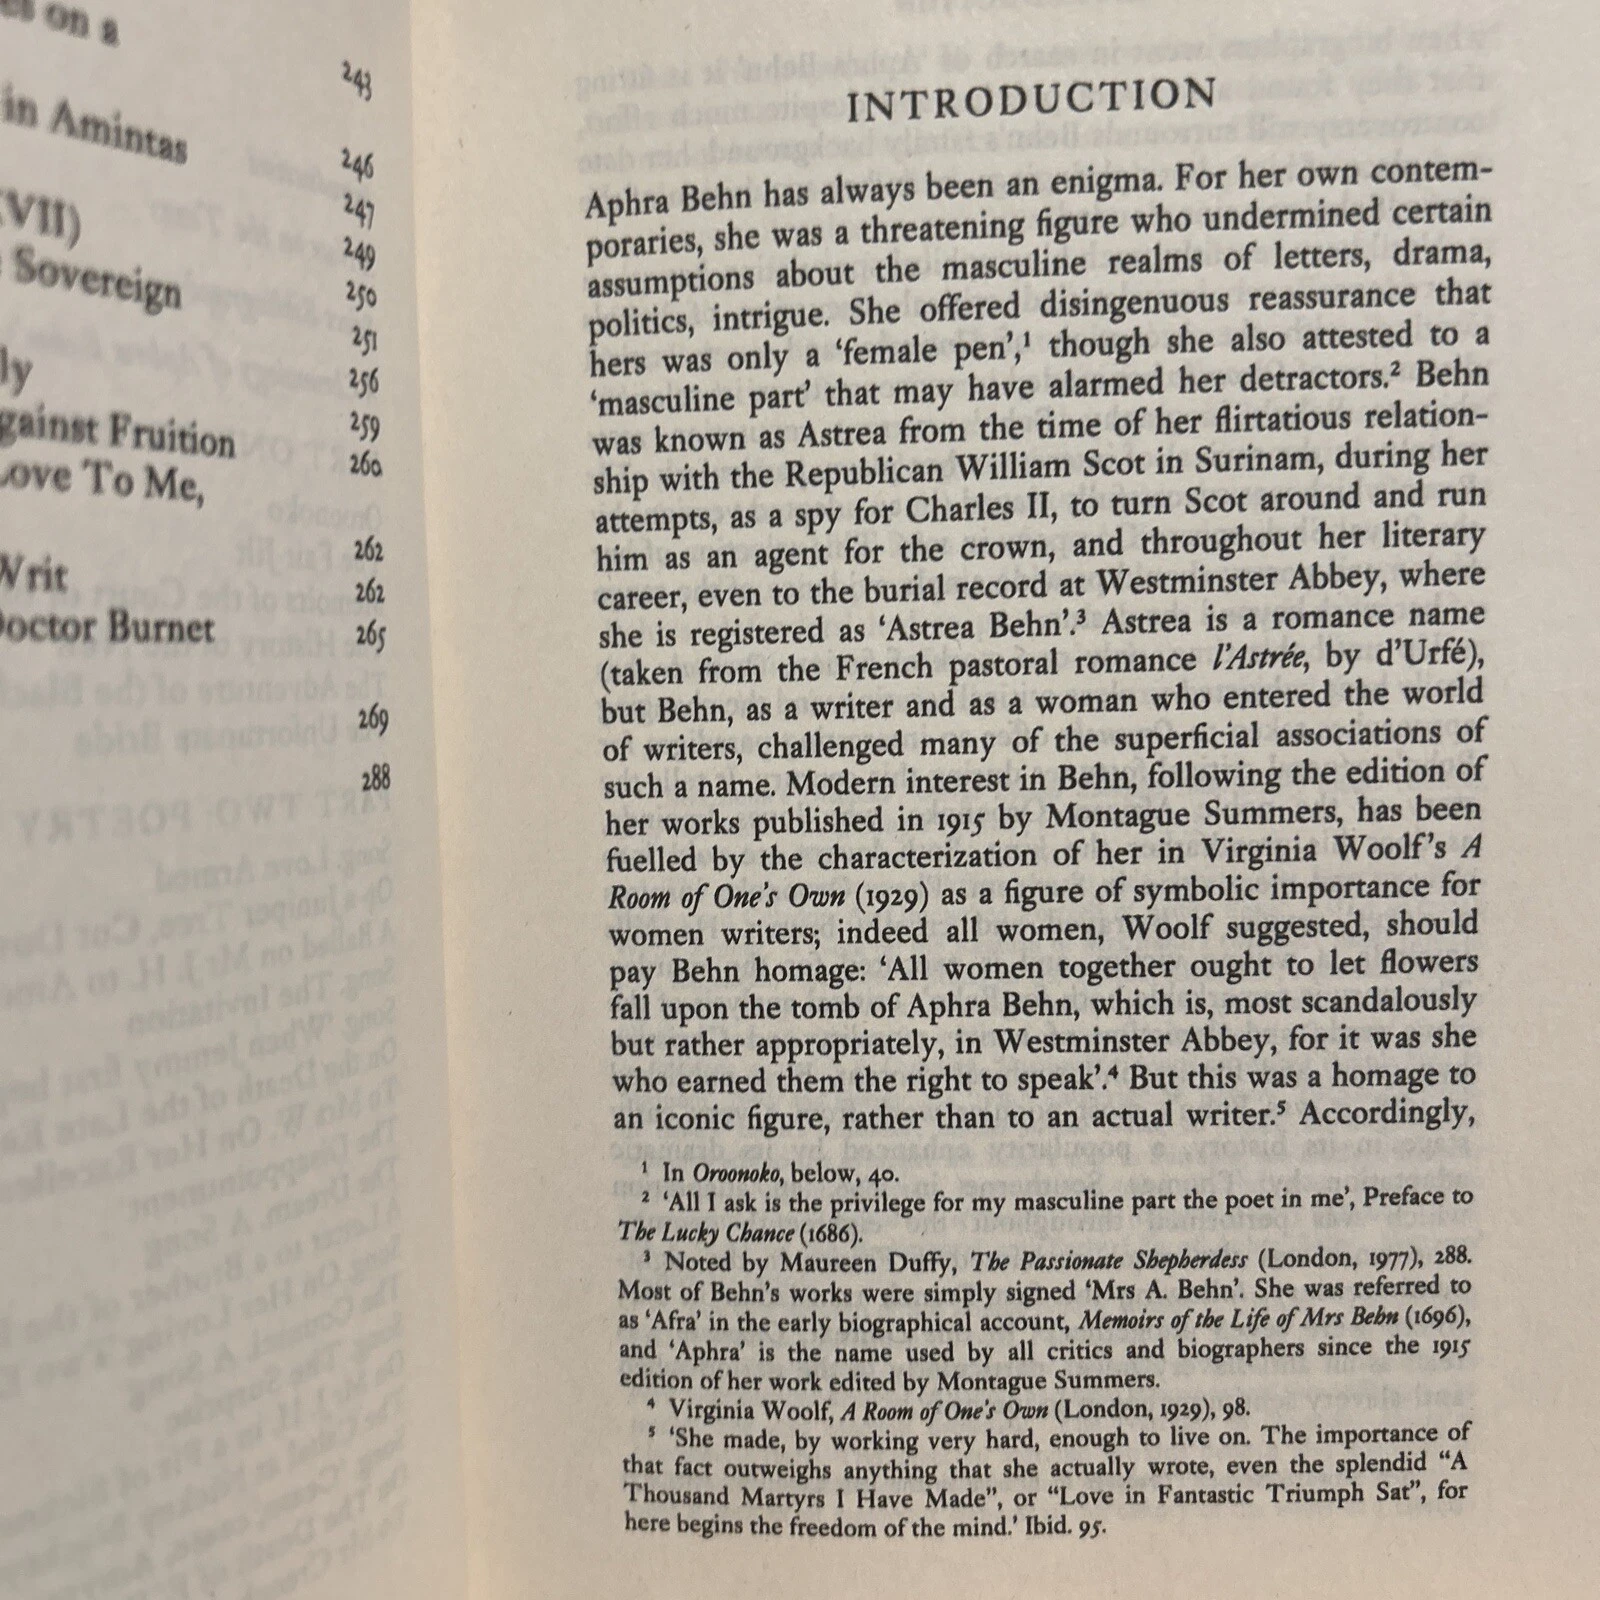 on a
243
in Amintas
246
VII)
247
249
Sovereign
250
251
ly
256
gainst Fruition
259
Love To Me,
260
262
Writ
262
Doctor Burnet
265
269
288
INTRODUCTION
Aphra Behn has always been an enigma. For her own contem-
poraries, she was a threatening figure who undermined certain
assumptions about the masculine realms of letters, drama,
politics, intrigue. She offered disingenuous reassurance that
hers was only a ‘female pen’,¹ though she also attested to a
‘masculine part’ that may have alarmed her detractors.² Behn
was known as Astrea from the time of her flirtatious relation-
ship with the Republican William Scot in Surinam, during her
attempts, as a spy for Charles II, to turn Scot around and run
him as an agent for the crown, and throughout her literary
career, even to the burial record at Westminster Abbey, where
she is registered as ‘Astrea Behn’.³ Astrea is a romance name
(taken from the French pastoral romance l’Astrée, by d’Urfé),
but Behn, as a writer and as a woman who entered the world
of writers, challenged many of the superficial associations of
such a name. Modern interest in Behn, following the edition of
her works published in 1915 by Montague Summers, has been
fuelled by the characterization of her in Virginia Woolf’s A
Room of One’s Own (1929) as a figure of symbolic importance for
women writers; indeed all women, Woolf suggested, should
pay Behn homage: ‘All women together ought to let flowers
fall upon the tomb of Aphra Behn, which is, most scandalously
but rather appropriately, in Westminster Abbey, for it was she
who earned them the right to speak’.⁴ But this was a homage to
an iconic figure, rather than to an actual writer.⁵ Accordingly,
¹ In Oroonoko, below, 40.
² ‘All I ask is the privilege for my masculine part the poet in me’, Preface to
The Lucky Chance (1686).
³ Noted by Maureen Duffy, The Passionate Shepherdess (London, 1977), 288.
Most of Behn’s works were simply signed ‘Mrs A. Behn’. She was referred to
as ‘Afra’ in the early biographical account, Memoirs of the Life of Mrs Behn (1696),
and ‘Aphra’ is the name used by all critics and biographers since the 1915
edition of her work edited by Montague Summers.
⁴ Virginia Woolf, A Room of One’s Own (London, 1929), 98.
⁵ ‘She made, by working very hard, enough to live on. The importance of
that fact outweighs anything that she actually wrote, even the splendid “A
Thousand Martyrs I Have Made”, or “Love in Fantastic Triumph Sat”, for
here begins the freedom of the mind.’ Ibid. 95.